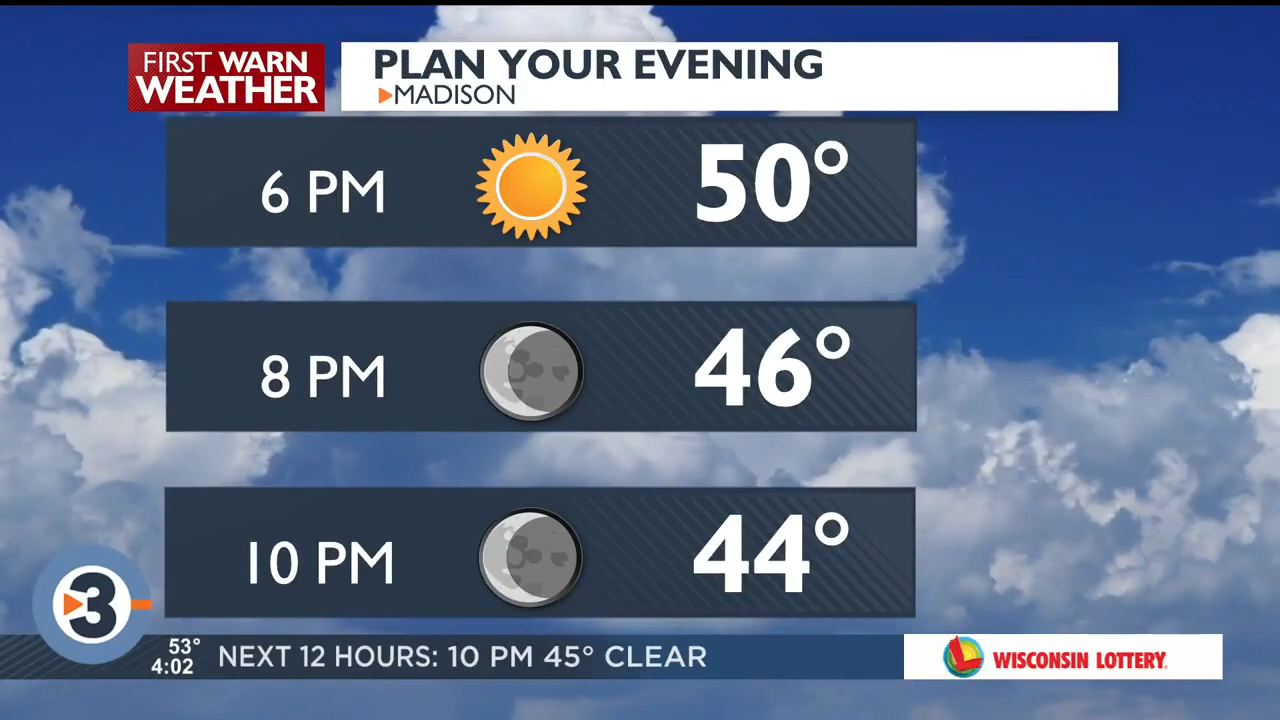 FIRST WARN
WEATHER
PLAN YOUR EVENING
MADISON
6 PM 50°
8 PM 46°
10 PM 44°
3
53°
4:02
NEXT 12 HOURS: 10 PM 45° CLEAR
WISCONSIN LOTTERY